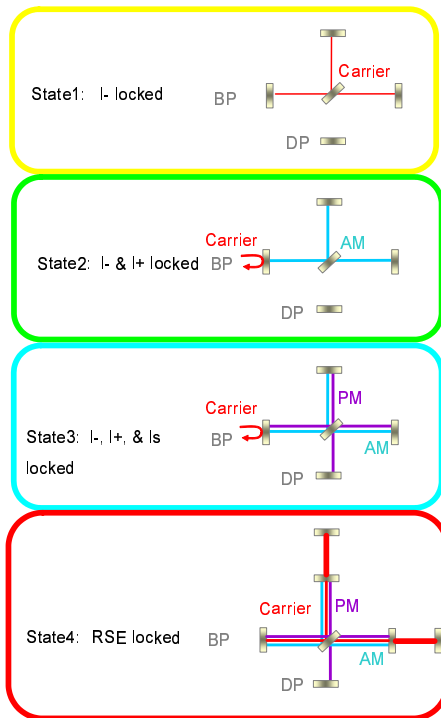 Carrier
State1: I- locked
BP
DP
Carrier
AM
State2: I- & I+ locked
BP
DP
PM
Carrier
State3: I-, I+, & Is
locked
BP
AM
DP
Carrier
PM
State4: RSE locked
BP
AM
DP